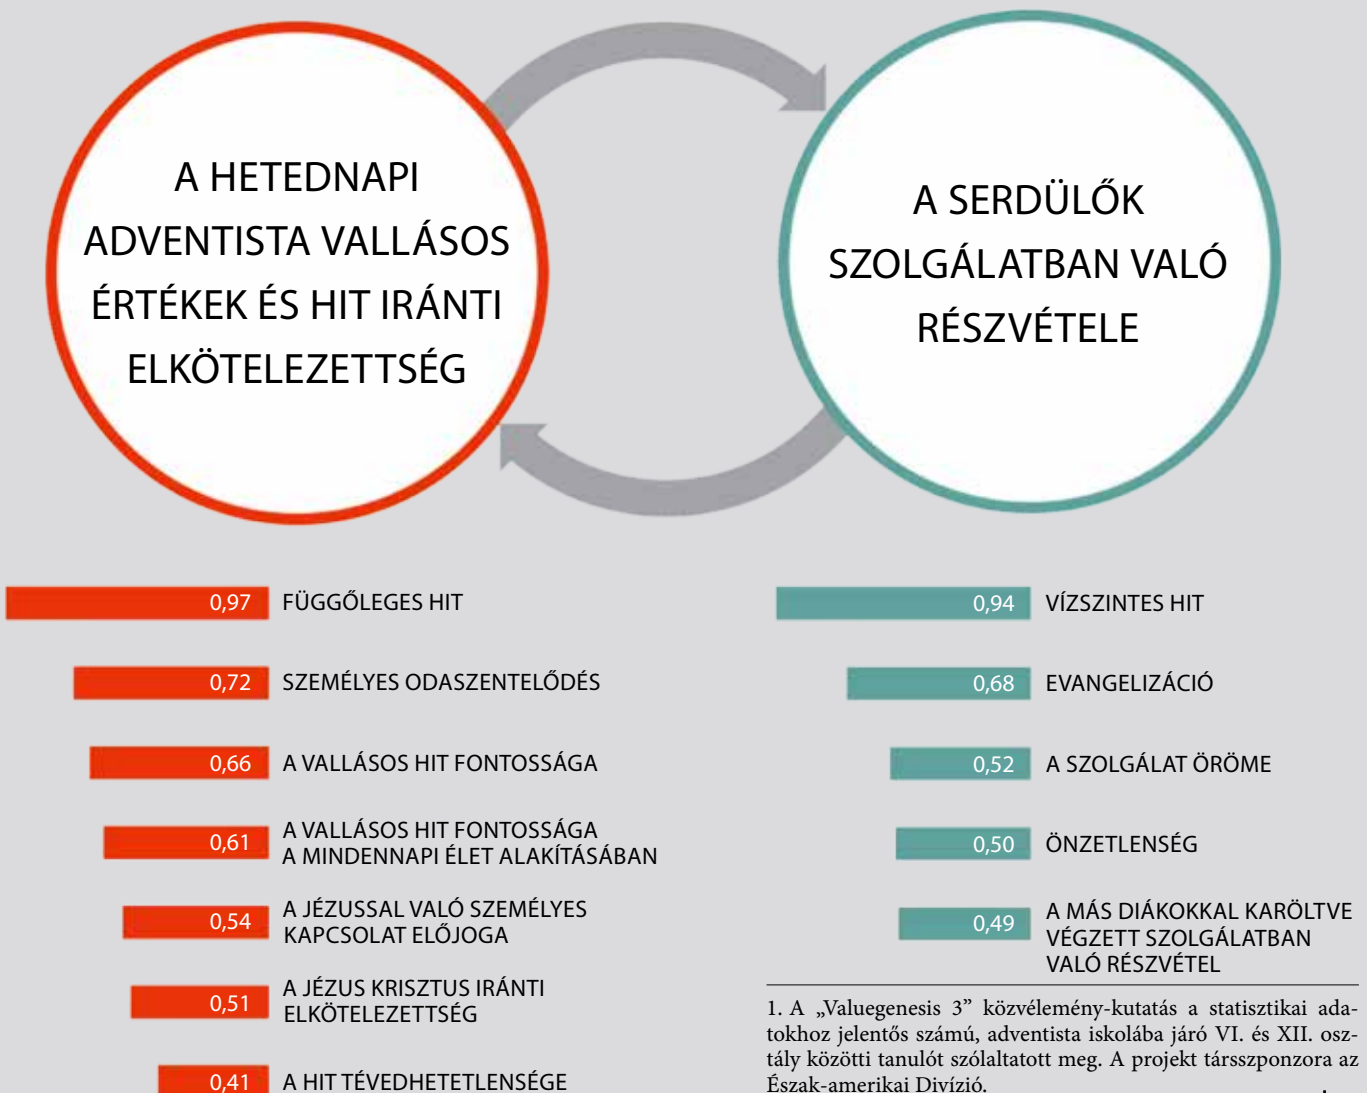 A HETEDNAPI
ADVENTISTA VALLÁSOS
ÉRTÉKEK ÉS HIT IRÁNTI
ELKÖTELEZETTSÉG
A SERDÜLŐK
SZOLGÁLATBAN VALÓ
RÉSZVÉTELE
0,97 FÜGGŐLEGES HIT
0,72 SZEMÉLYES ODASZENTELŐDÉS
0,66 A VALLÁSOS HIT FONTOSSÁGA
0,61 A VALLÁSOS HIT FONTOSSÁGA
A MINDENNAPI ÉLET ALAKÍTÁSÁBAN
0,54 A JÉZUSSAL VALÓ SZEMÉLYES
KAPCSOLAT ELŐJOGA
0,51 A JÉZUS KRISZTUS IRÁNTI
ELKÖTELEZETTSÉG
0,41 A HIT TÉVEDHETETLENSÉGE
0,94 VÍZSZINTES HIT
0,68 EVANGELIZÁCIÓ
0,52 A SZOLGÁLAT ÖRÖME
0,50 ÖNZETLENSÉG
0,49 A MÁS DIÁKOKKAL KARÖLTVE
VÉGZETT SZOLGÁLATBAN
VALÓ RÉSZVÉTEL
1. A „Valuegenesis 3” közvélemény-kutatás a statisztikai ada-
tokhoz jelentős számú, adventista iskolába járó VI. és XII. osz-
tály közötti tanulót szólaltatott meg. A projekt társszponzora az
Észak-amerikai Divízió.